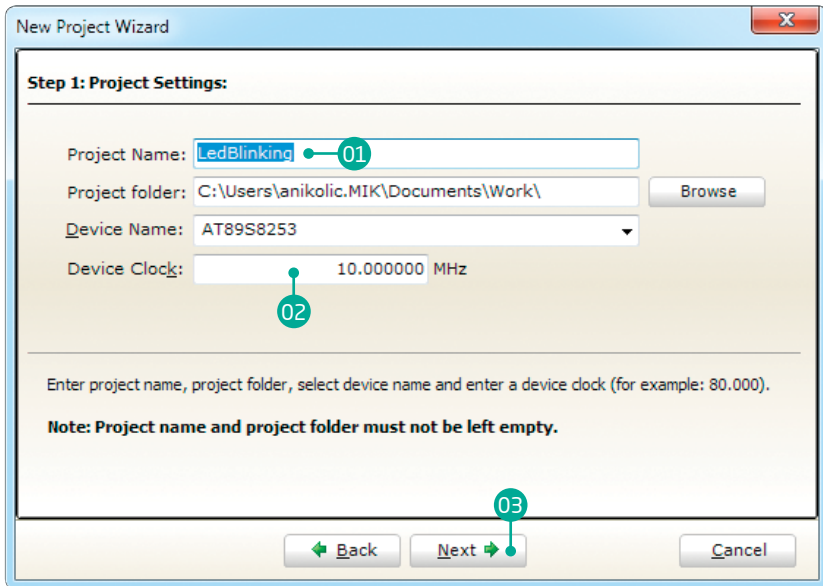 New Project Wizard
X
Step 1: Project Settings:
Project Name: LedBlinking 01
Project folder: C:\Users\anikolic.MIK\Documents\Work\ Browse
Device Name: AT89S8253
Device Clock: 10.000000 MHz
02
Enter project name, project folder, select device name and enter a device clock (for example: 80.000).
Note: Project name and project folder must not be left empty.
03
Back Next Cancel